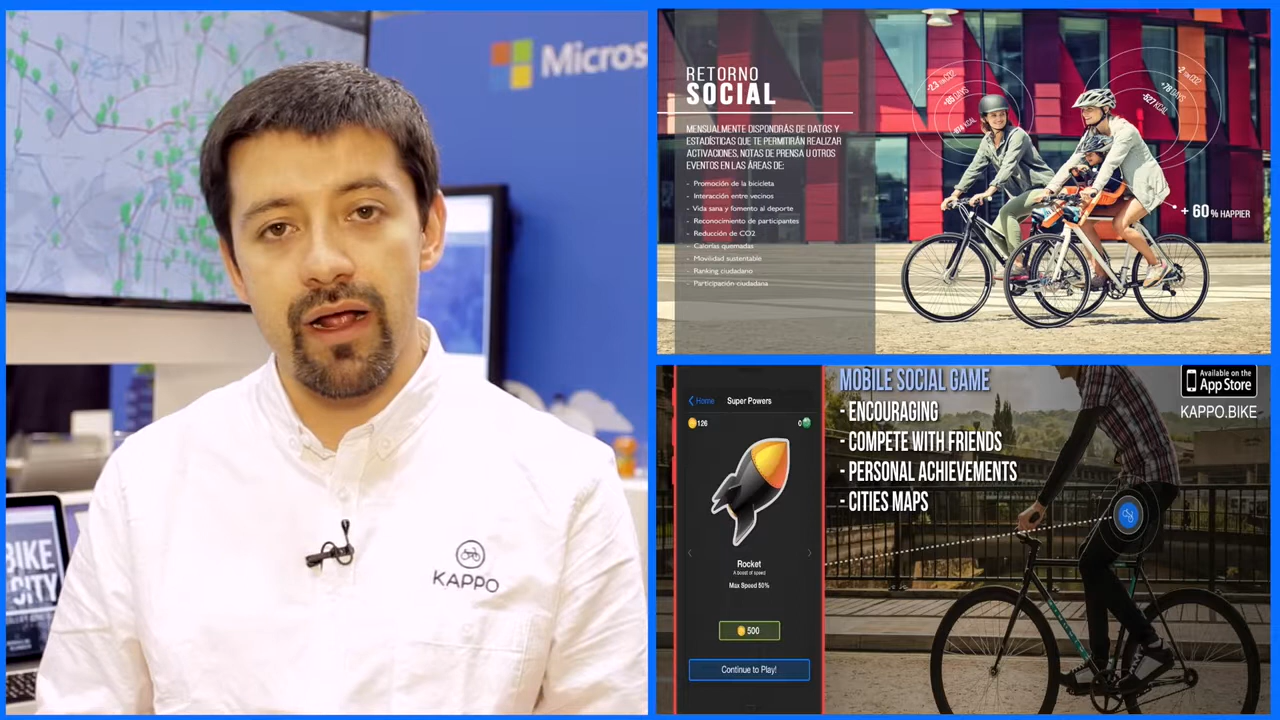 Micros
BIKE
CITY
KAPPO
RETORNO
SOCIAL
MENSUALMENTE DISPONDRÁS DE DATOS Y
ESTADÍSTICAS QUE TE PERMITIRÁN REALIZAR
ACTIVACIONES, NOTAS DE PRENSA U OTROS
EVENTOS EN LAS ÁREAS DE:
- Promoción de la bicicleta
- Interacción entre vecinos
- Vida sana y fomento al deporte
- Reconocimiento de participantes
- Reducción de CO2
- Calorías quemadas
- Movilidad sustentable
- Ranking ciudadano
- Participación ciudadana
+ 60% HAPPIER
Home
Super Powers
126
0
Rocket
A boost of speed
Max Speed 50%
500
Continue to Play!
MOBILE SOCIAL GAME
- ENCOURAGING
- COMPETE WITH FRIENDS
- PERSONAL ACHIEVEMENTS
- CITIES MAPS
Available on the
App Store
KAPPO.BIKE